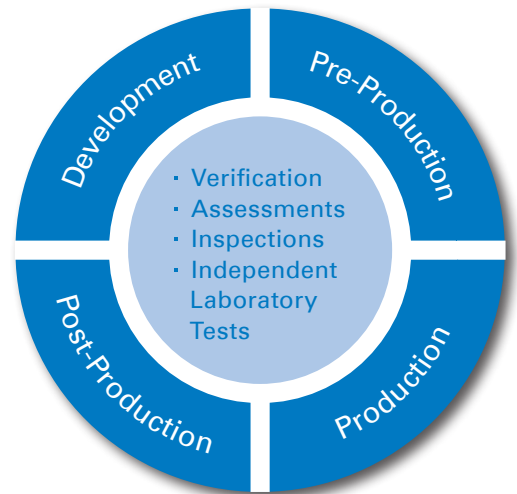 Development
Pre-Production
· Verification
· Assessments
· Inspections
· Independent
Laboratory
Tests
Post-Production
Production